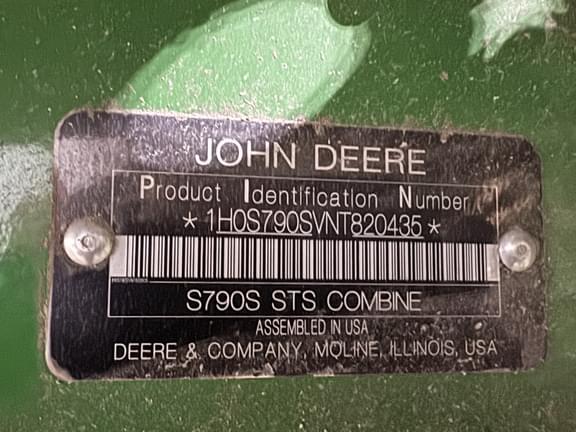 JOHN DEERE
Product Identification Number
*1H0S790SVNT820435*
S790S STS COMBINE
ASSEMBLED IN USA
DEERE & COMPANY, MOLINE, ILLINOIS, USA